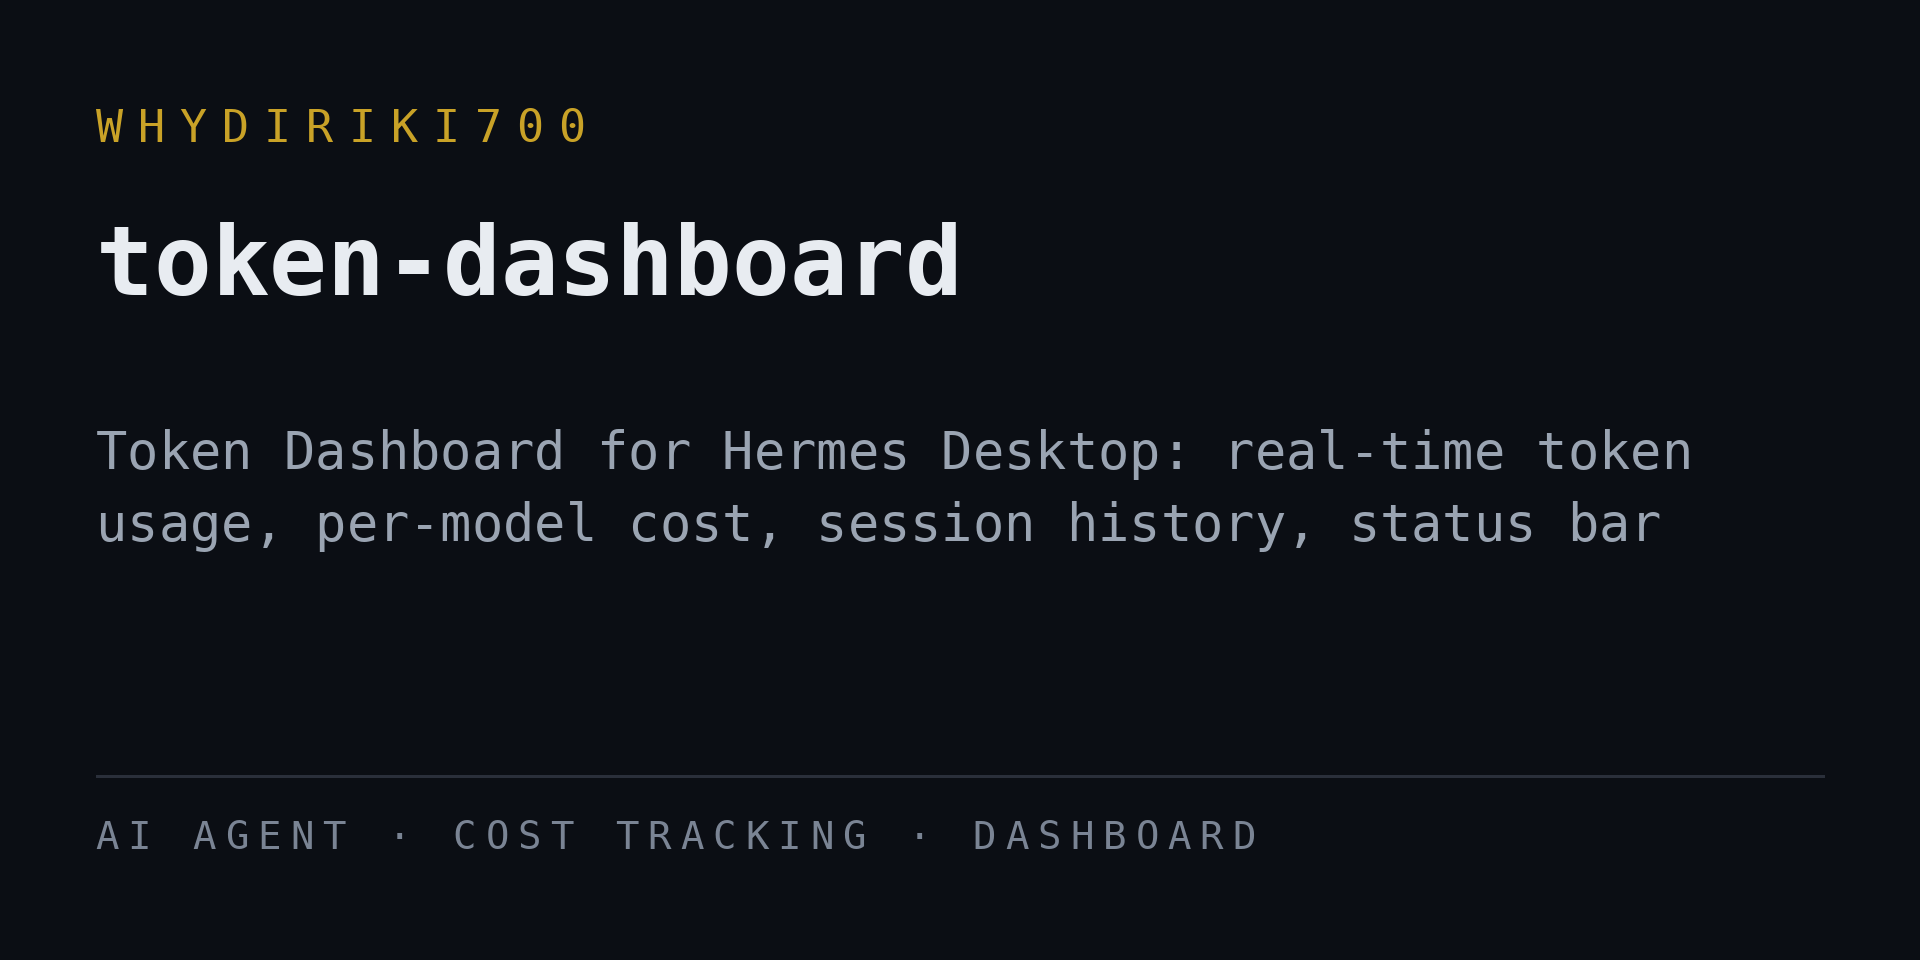 WHYDIRIKI700
token-dashboard
Token Dashboard for Hermes Desktop: real-time token
usage, per-model cost, session history, status bar
AI AGENT · COST TRACKING · DASHBOARD